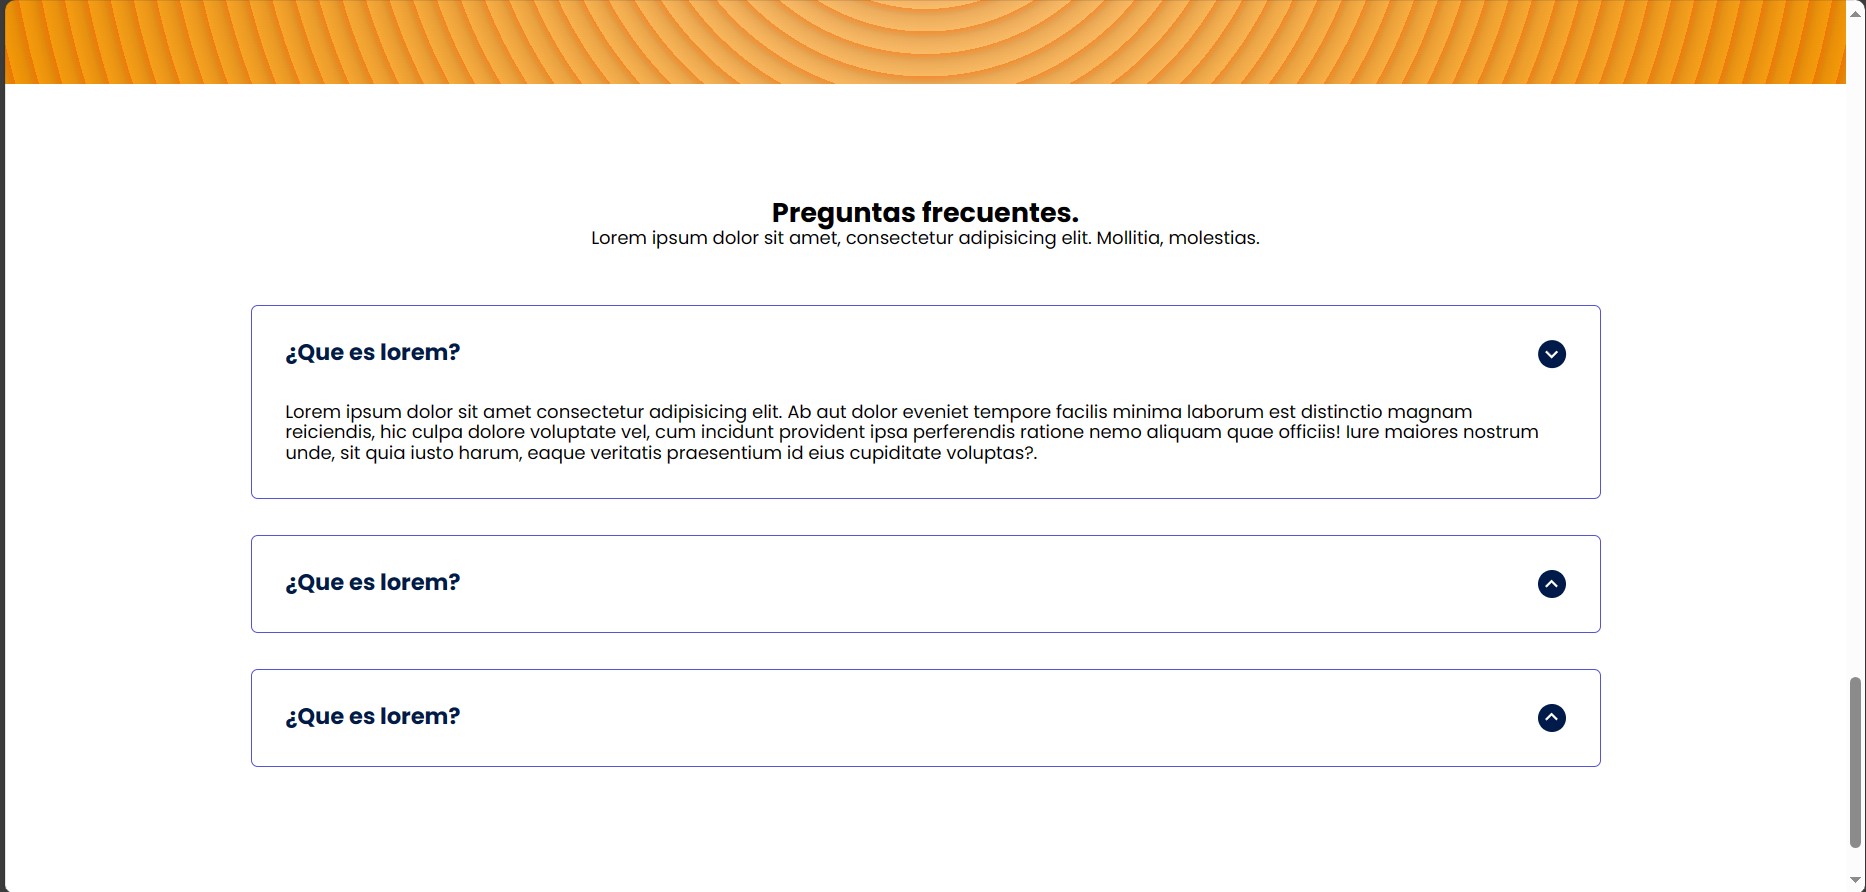 Preguntas frecuentes.
Lorem ipsum dolor sit amet, consectetur adipisicing elit. Mollitia, molestias.
¿Que es lorem?
Lorem ipsum dolor sit amet consectetur adipisicing elit. Ab aut dolor eveniet tempore facilis minima laborum est distinctio magnam
reiciendis, hic culpa dolore voluptate vel, cum incidunt provident ipsa perferendis ratione nemo aliquam quae officiis! Iure maiores nostrum
unde, sit quia iusto harum, eaque veritatis praesentium id eius cupiditate voluptas?.
¿Que es lorem?
¿Que es lorem?